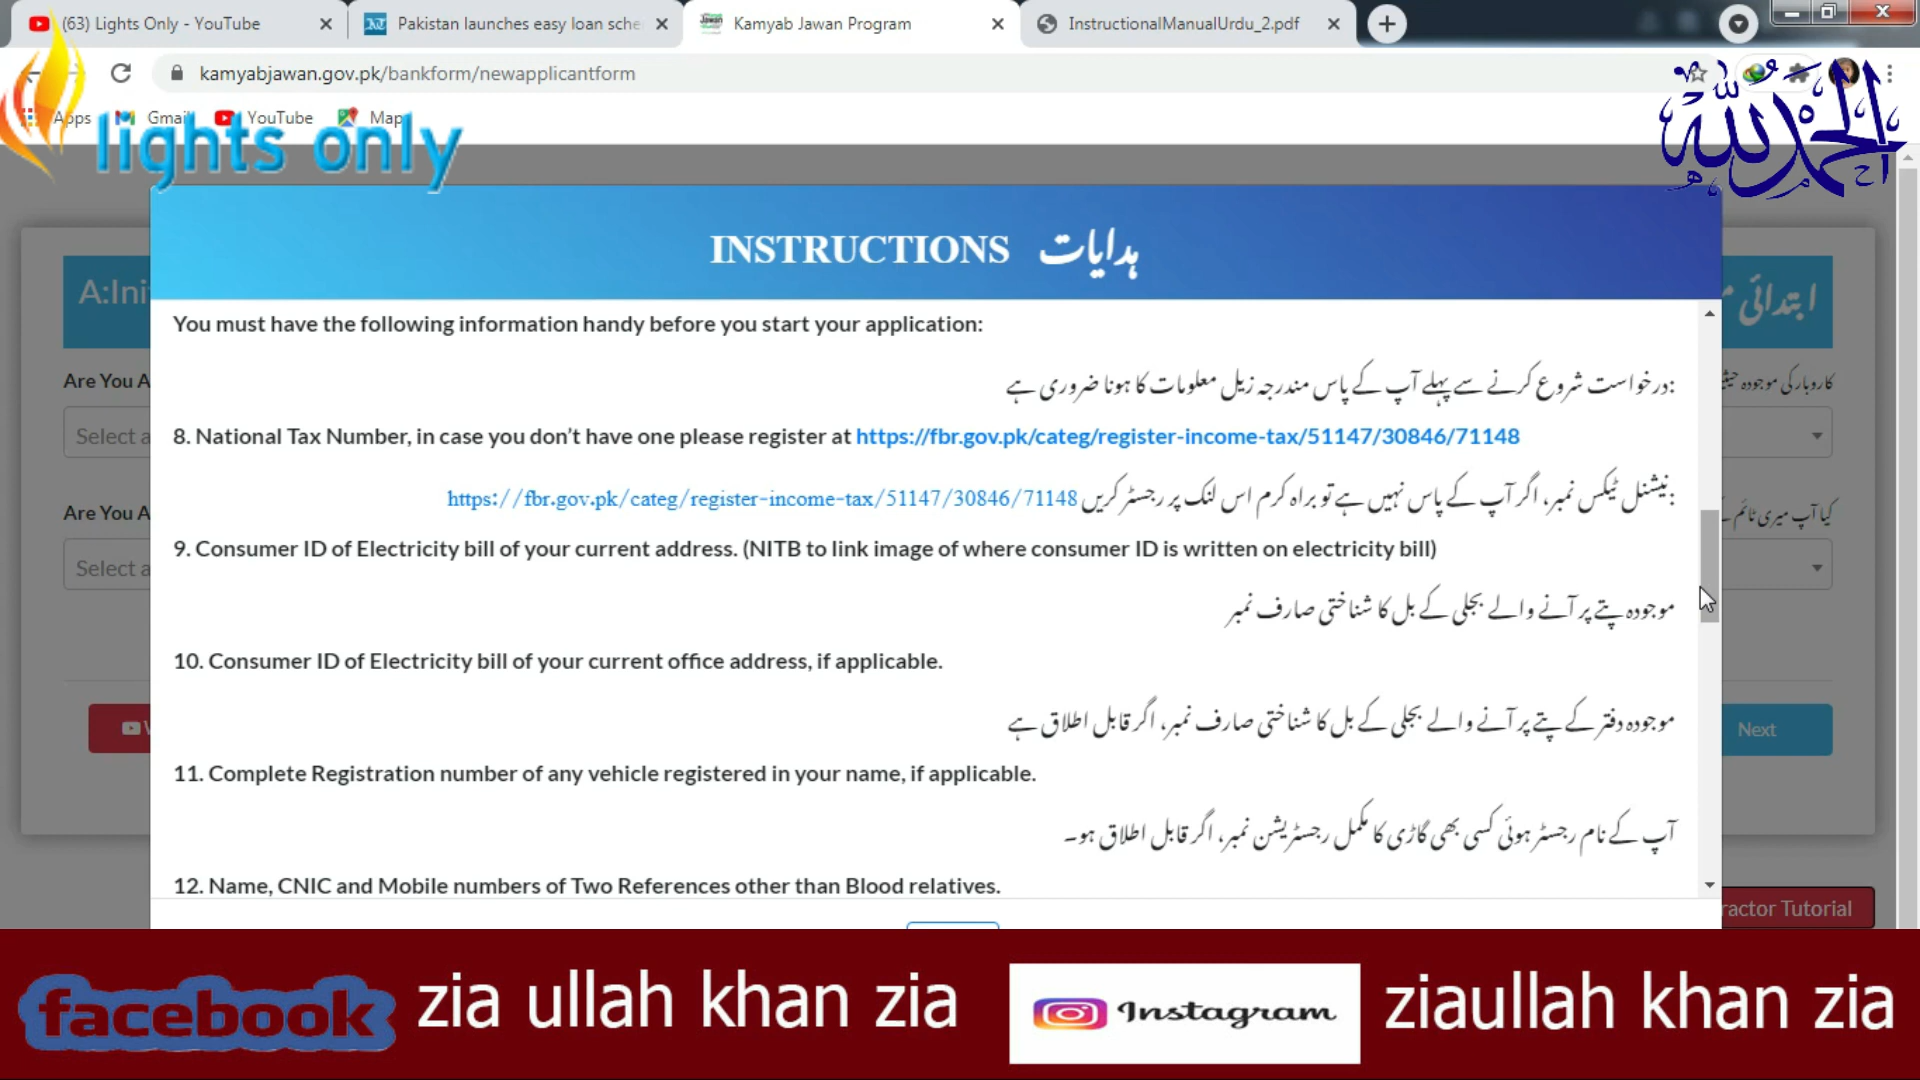 (63) Lights Only - YouTube
Pakistan launches easy loan sche
Kamyab Jawan Program
InstructionalManualUrdu_2.pdf
kamyabjawan.gov.pk/bankform/newapplicantform
Apps Gmail YouTube Map
lights only
الحمدلله
INSTRUCTIONS ہدایات
A:Ini
ابتدائی
You must have the following information handy before you start your application:
درخواست شروع کرنے سے پہلے آپ کے پاس مندرجہ زیل معلومات کا ہونا ضروری ہے:
Are You A
کاروبار کی موجودہ
Select a
8. National Tax Number, in case you don’t have one please register at https://fbr.gov.pk/categ/register-income-tax/51147/30846/71148
نیشنل ٹیکس نمبر، اگر آپ کے پاس نہیں ہے تو براہ کرم اس لنک پر رجسٹر کریں https://fbr.gov.pk/categ/register-income-tax/51147/30846/71148:
Are You A
کیا آپ میری ٹائم
9. Consumer ID of Electricity bill of your current address. (NITB to link image of where consumer ID is written on electricity bill)
Select a
موجودہ پتے پر آنے والے بجلی کے بل کا شناختی صارف نمبر
10. Consumer ID of Electricity bill of your current office address, if applicable.
موجودہ دفتر کے پتے پر آنے والے بجلی کے بل کا شناختی صارف نمبر، اگر قابل اطلاق ہے
Next
11. Complete Registration number of any vehicle registered in your name, if applicable.
آپ کے نام رجسٹر ہوئی کسی بھی گاڑی کا مکمل رجسٹریشن نمبر، اگر قابل اطلاق ہو۔
12. Name, CNIC and Mobile numbers of Two References other than Blood relatives.
ractor Tutorial
facebook zia ullah khan zia Instagram ziaullah khan zia